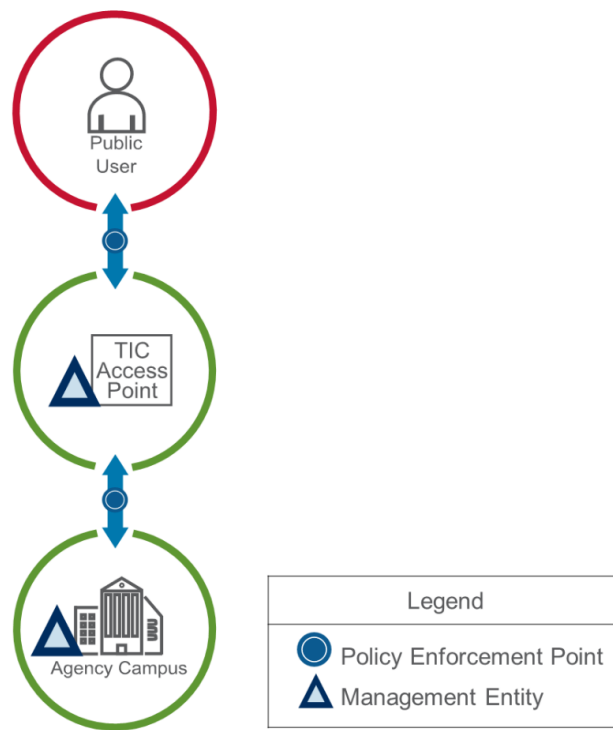 Public
User
TIC
Access
Point
Agency Campus
Legend
Policy Enforcement Point
Management Entity